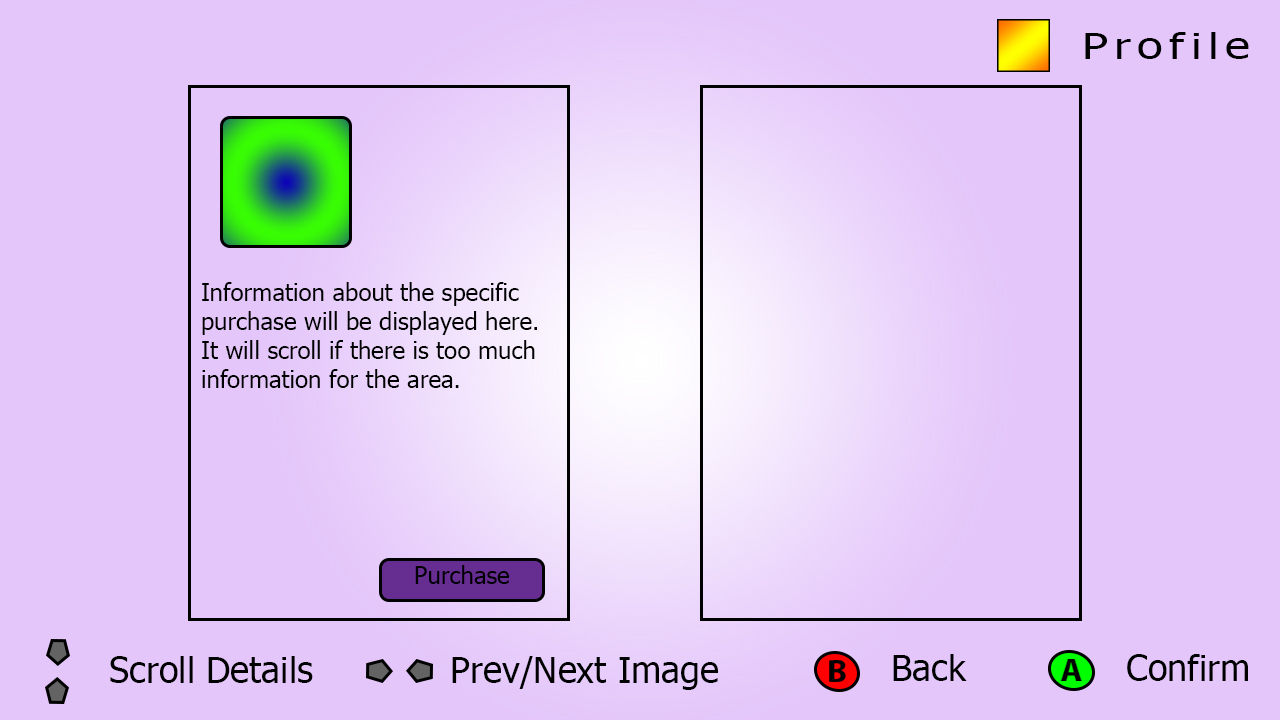 Profile
Information about the specific
purchase will be displayed here.
It will scroll if there is too much
information for the area.
Purchase
Scroll Details
Prev/Next Image
B
Back
A
Confirm